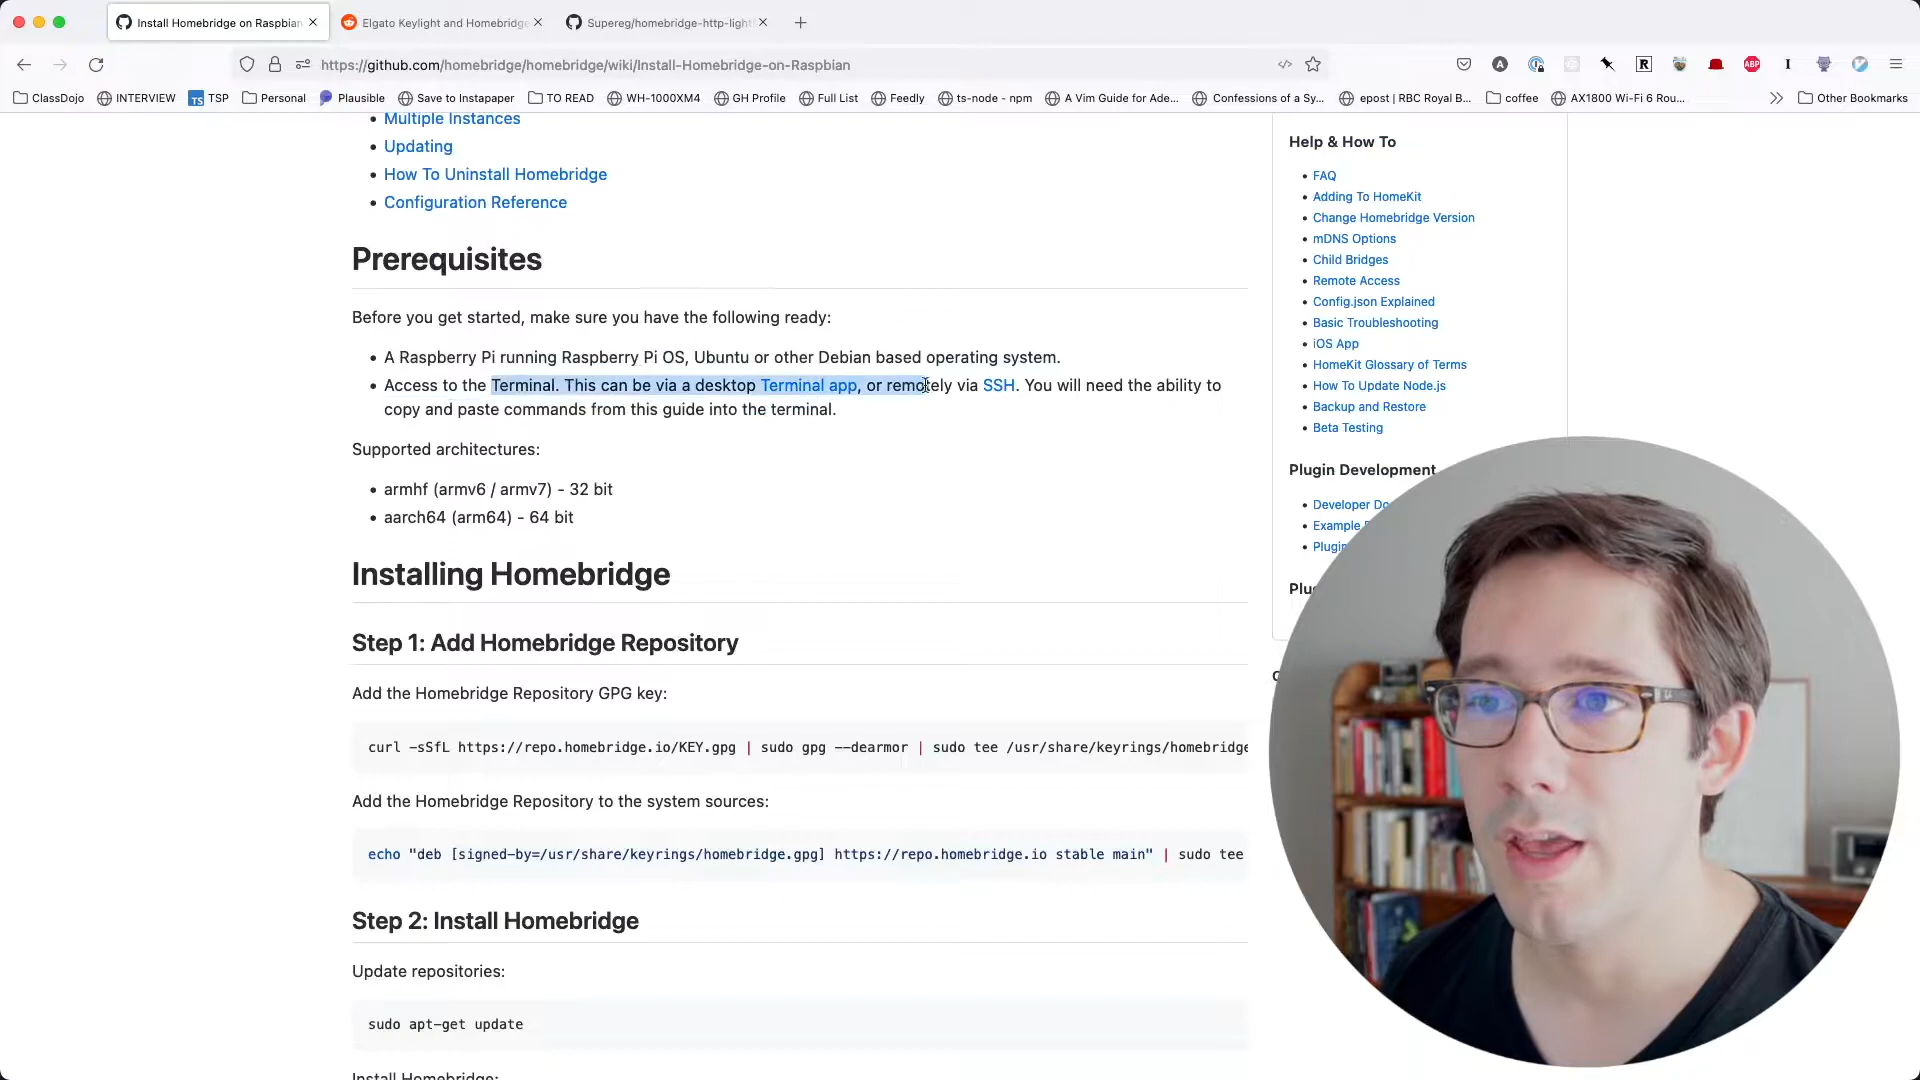 Install Homebridge on Raspbian
Elgato Keylight and Homebridge
Supereg/homebridge-http-light
https://github.com/homebridge/homebridge/wiki/Install-Homebridge-on-Raspbian
ClassDojo
INTERVIEW
TSP
Personal
Plausible
Save to Instapaper
TO READ
WH-1000XM4
GH Profile
Full List
Feedly
ts-node - npm
A Vim Guide for Ade...
Confessions of a Sy...
epost | RBC Royal B...
coffee
AX1800 Wi-Fi 6 Rou...
Other Bookmarks
Multiple Instances
Updating
How To Uninstall Homebridge
Configuration Reference
Prerequisites
Before you get started, make sure you have the following ready:
A Raspberry Pi running Raspberry Pi OS, Ubuntu or other Debian based operating system.
Access to the Terminal. This can be via a desktop Terminal app, or remotely via SSH. You will need the ability to
copy and paste commands from this guide into the terminal.
Supported architectures:
armhf (armv6 / armv7) - 32 bit
aarch64 (arm64) - 64 bit
Installing Homebridge
Step 1: Add Homebridge Repository
Add the Homebridge Repository GPG key:
curl -sSfL https://repo.homebridge.io/KEY.gpg | sudo gpg --dearmor | sudo tee /usr/share/keyrings/homebridge
Add the Homebridge Repository to the system sources:
echo "deb [signed-by=/usr/share/keyrings/homebridge.gpg] https://repo.homebridge.io stable main" | sudo tee
Step 2: Install Homebridge
Update repositories:
sudo apt-get update
Install Homebridge:
Help & How To
FAQ
Adding To HomeKit
Change Homebridge Version
mDNS Options
Child Bridges
Remote Access
Config.json Explained
Basic Troubleshooting
iOS App
HomeKit Glossary of Terms
How To Update Node.js
Backup and Restore
Beta Testing
Plugin Development
Developer Do
Example
Plugin
Plu